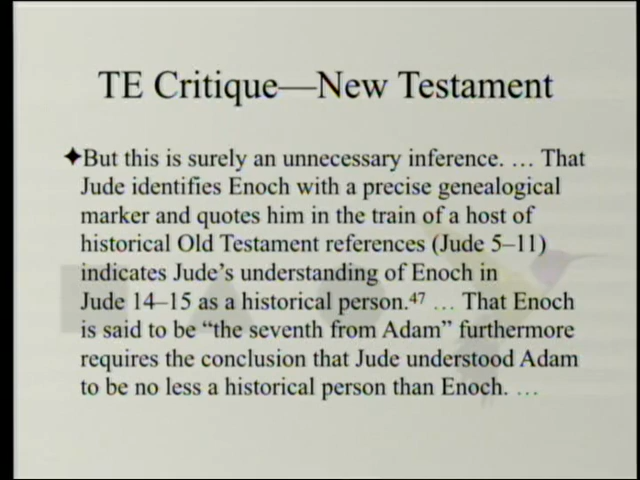 TE Critique—New Testament
✦But this is surely an unnecessary inference. … That
Jude identifies Enoch with a precise genealogical
marker and quotes him in the train of a host of
historical Old Testament references (Jude 5–11)
indicates Jude’s understanding of Enoch in
Jude 14–15 as a historical person.⁴⁷ … That Enoch
is said to be “the seventh from Adam” furthermore
requires the conclusion that Jude understood Adam
to be no less a historical person than Enoch. …